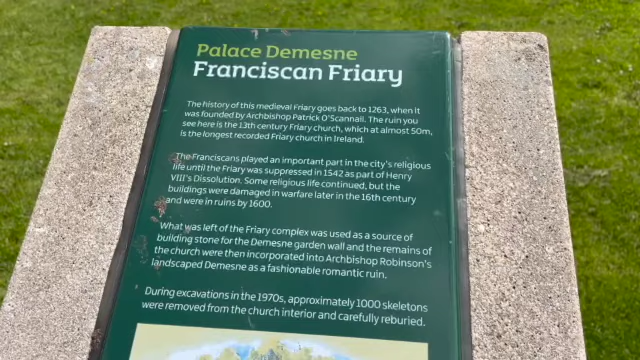 Palace Demesne
Franciscan Friary
The history of this medieval Friary goes back to 1263, when it
was founded by Archbishop Patrick O'Scannail. The ruin you
see here is the 13th century Friary church, which at almost 50m,
is the longest recorded Friary church in Ireland.
The Franciscans played an important part in the city's religious
life until the Friary was suppressed in 1542 as part of Henry
VIII's Dissolution. Some religious life continued, but the
buildings were damaged in warfare later in the 16th century
and were in ruins by 1600.
What was left of the Friary complex was used as a source of
building stone for the Demesne garden wall and the remains of
the church were then incorporated into Archbishop Robinson's
landscaped Demesne as a fashionable romantic ruin.
During excavations in the 1970s, approximately 1000 skeletons
were removed from the church interior and carefully reburied.